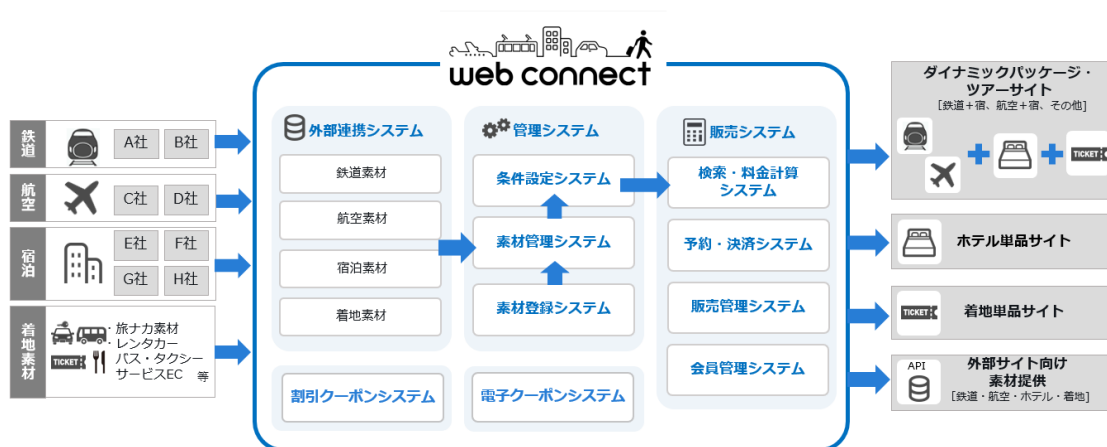 web connect
鉄道
A社
B社
航空
C社
D社
宿泊
E社
F社
G社
H社
着地素材
・旅ナカ素材
・レンタカー
バス・タクシー
サービスEC 等
TICKET
外部連携システム
鉄道素材
航空素材
宿泊素材
着地素材
割引クーポンシステム
管理システム
条件設定システム
素材管理システム
素材登録システム
電子クーポンシステム
販売システム
検索・料金計算
システム
予約・決済システム
販売管理システム
会員管理システム
ダイナミックパッケージ・
ツアーサイト
[鉄道＋宿、航空＋宿、その他]
TICKET
ホテル単品サイト
TICKET
着地単品サイト
API
外部サイト向け
素材提供
[鉄道・航空・ホテル・着地]